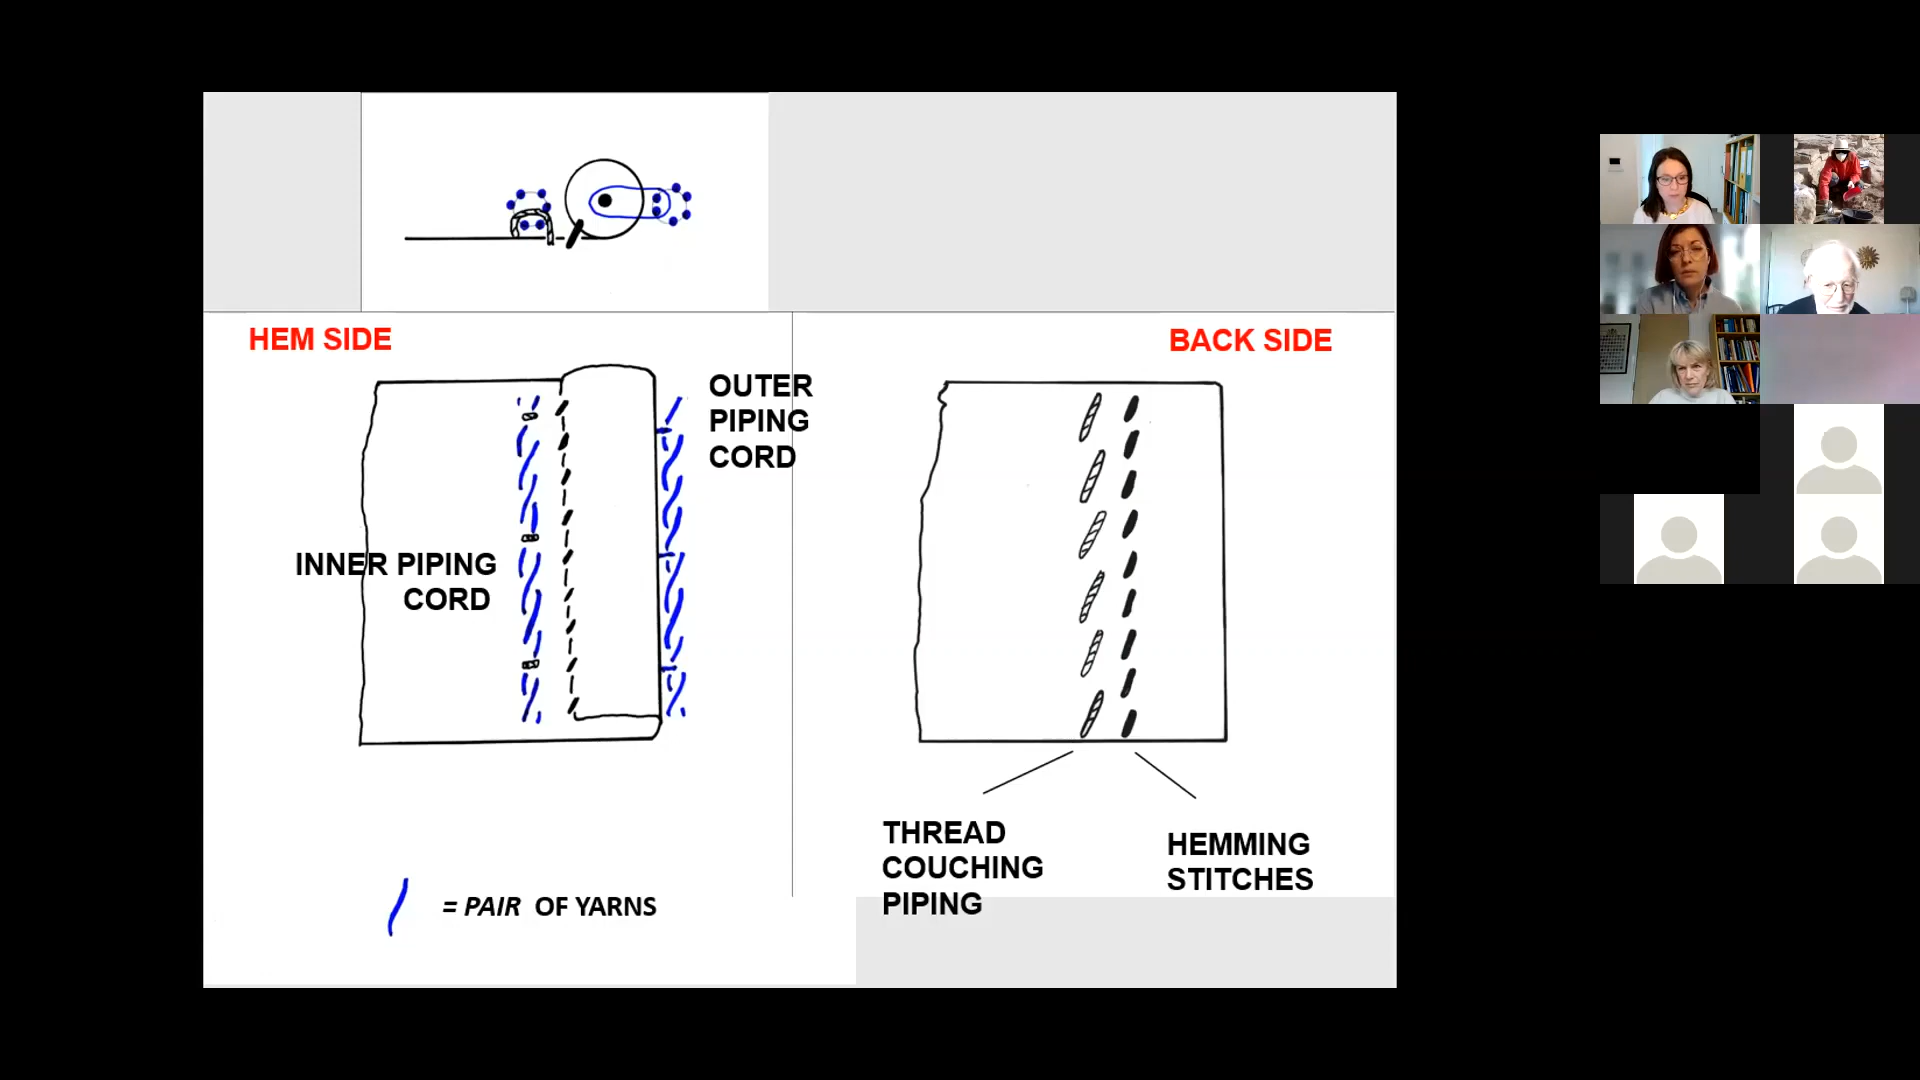 HEM SIDE
BACK SIDE
OUTER
PIPING
CORD
INNER PIPING
CORD
THREAD
COUCHING
PIPING
HEMMING
STITCHES
= PAIR OF YARNS